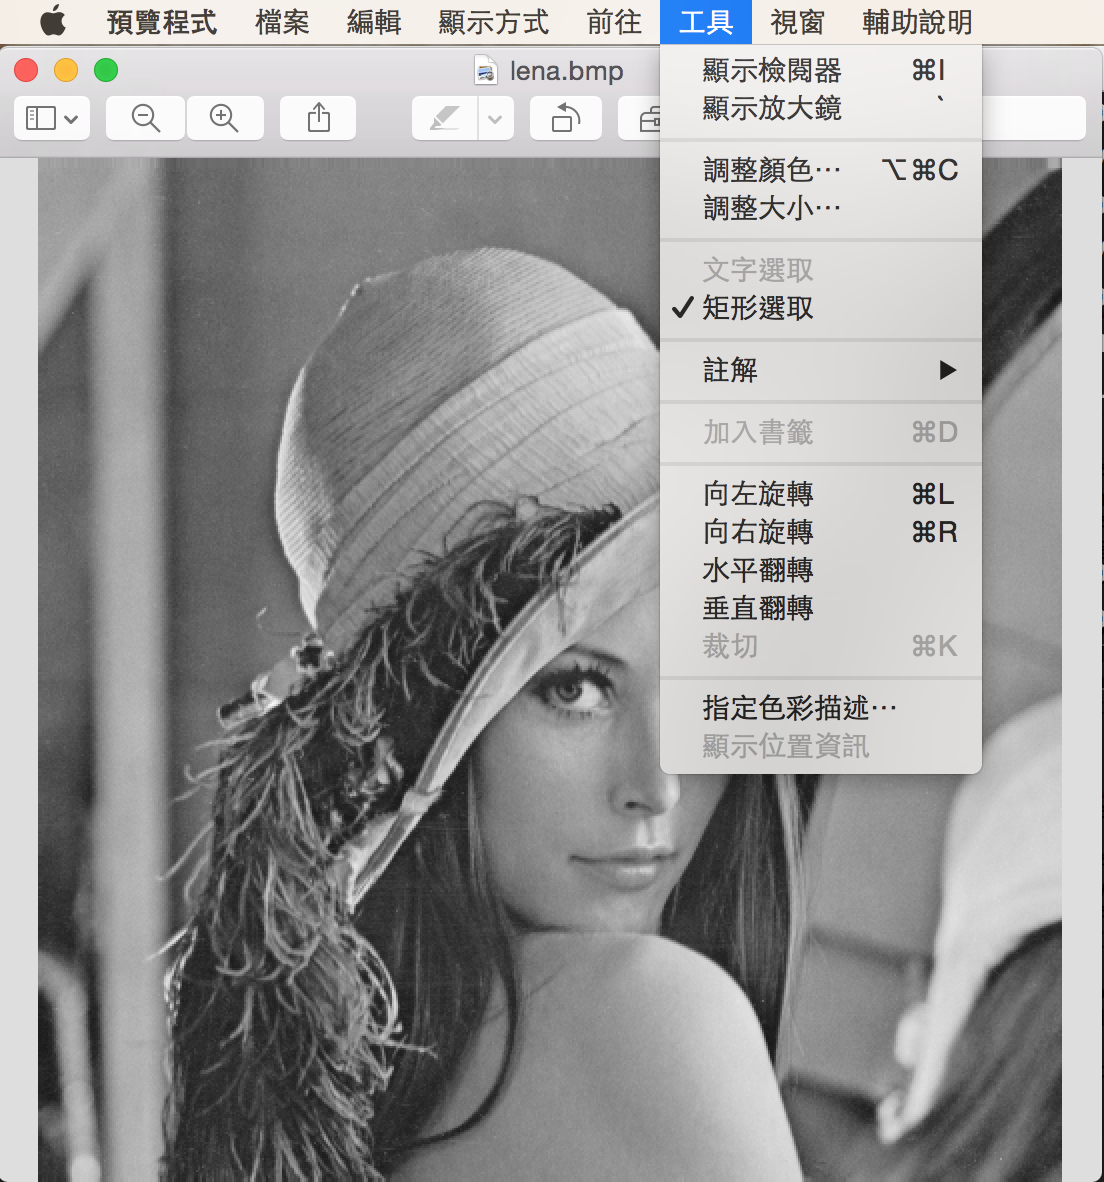 預覽程式 檔案 編輯 顯示方式 前往 工具 視窗 輔助說明
lena.bmp
顯示檢閱器 ⌘I
顯示放大鏡 `
調整顏色⋯ ⌥⌘C
調整大小⋯
文字選取
✓ 矩形選取
註解 ▶
加入書籤 ⌘D
向左旋轉 ⌘L
向右旋轉 ⌘R
水平翻轉
垂直翻轉
裁切 ⌘K
指定色彩描述⋯
顯示位置資訊